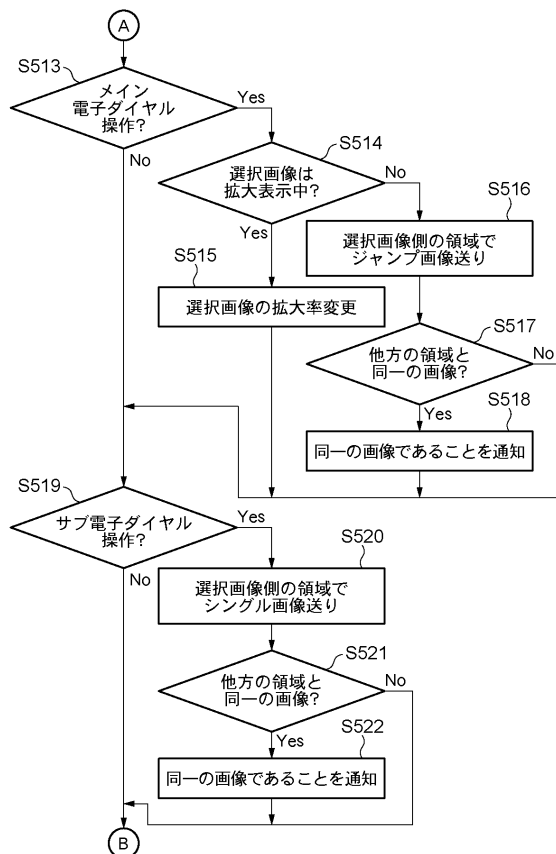 A
S513
メイン
電子ダイヤル
操作?
Yes
No
S514
選択画像は
拡大表示中?
No
Yes
S516
選択画像側の領域で
ジャンプ画像送り
S515
選択画像の拡大率変更
S517
他方の領域と
同一の画像?
No
Yes
S518
同一の画像であることを通知
S519
サブ電子ダイヤル
操作?
Yes
No
S520
選択画像側の領域で
シングル画像送り
S521
他方の領域と
同一の画像?
No
Yes
S522
同一の画像であることを通知
B